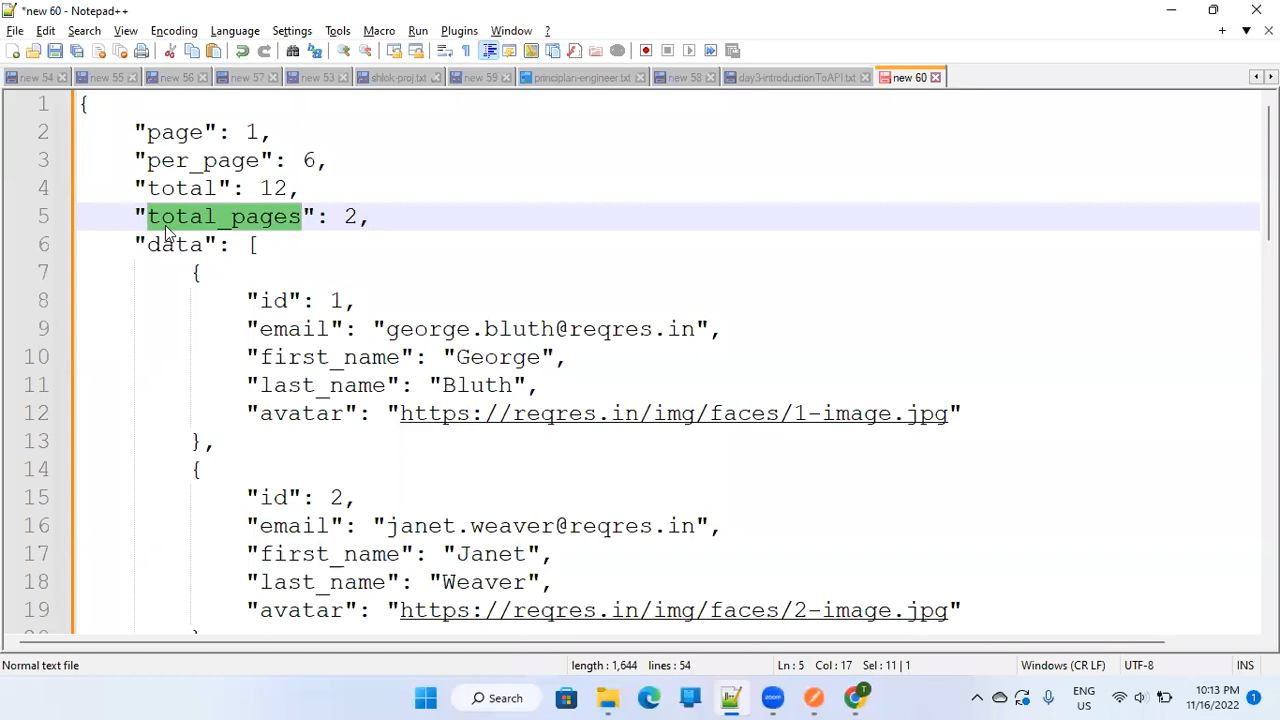 *new 60 - Notepad++
File Edit Search View Encoding Language Settings Tools Macro Run Plugins Window ?
new 54 new 55 new 56 new 57 new 53 shlok-proj.txt new 59 principlan-engineer.txt new 58 day3-introductionToAPI.txt new 60
1 {
2 "page": 1,
3 "per_page": 6,
4 "total": 12,
5 "total_pages": 2,
6 "data": [
7 {
8 "id": 1,
9 "email": "george.bluth@reqres.in",
10 "first_name": "George",
11 "last_name": "Bluth",
12 "avatar": "https://reqres.in/img/faces/1-image.jpg"
13 },
14 {
15 "id": 2,
16 "email": "janet.weaver@reqres.in",
17 "first_name": "Janet",
18 "last_name": "Weaver",
19 "avatar": "https://reqres.in/img/faces/2-image.jpg"
Normal text file length : 1,644 lines : 54 Ln : 5 Col : 17 Sel : 11 | 1 Windows (CR LF) UTF-8 INS
Search
ENG
US
10:13 PM
11/16/2022